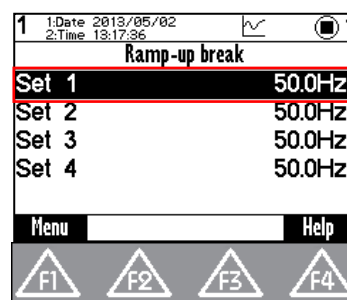 1 1:Date 2013/05/02
2:Time 13:17:36
Ramp-up break
Set 1 50.0Hz
Set 2 50.0Hz
Set 3 50.0Hz
Set 4 50.0Hz
Menu Help
F1 F2 F3 F4